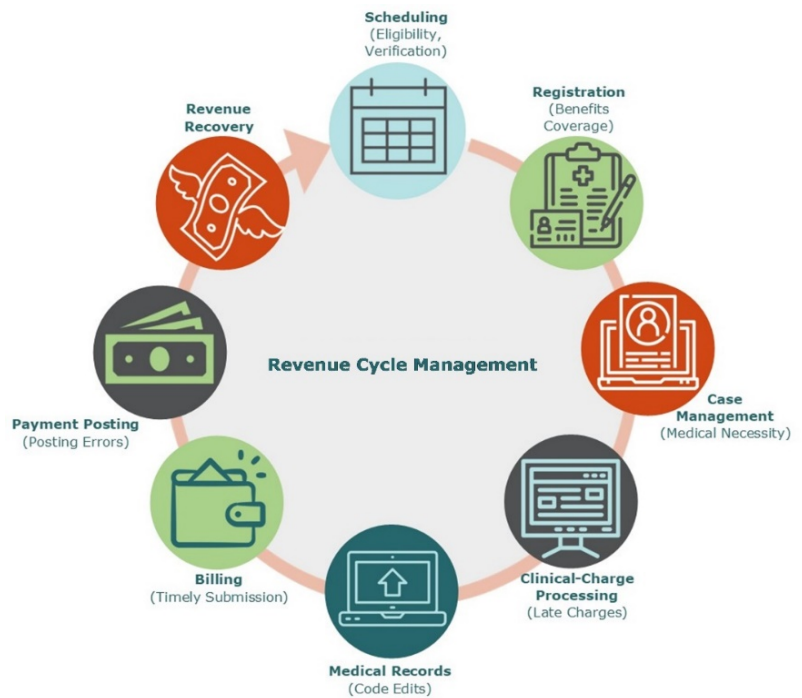 Scheduling
(Eligibility,
Verification)
Registration
(Benefits
Coverage)
Case
Management
(Medical Necessity)
Clinical-Charge
Processing
(Late Charges)
Medical Records
(Code Edits)
Billing
(Timely Submission)
Payment Posting
(Posting Errors)
Revenue
Recovery
Revenue Cycle Management